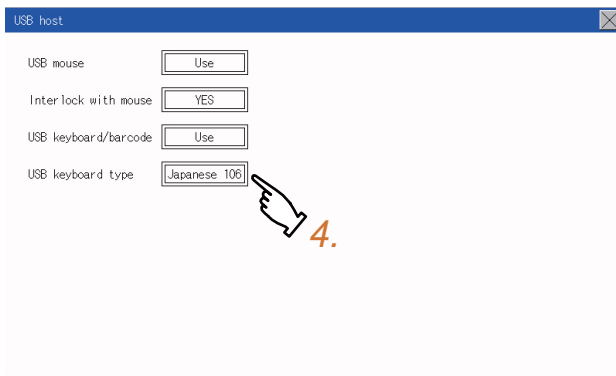 USB host
USB mouse Use
Interlock with mouse YES
USB keyboard/barcode Use
USB keyboard type Japanese 106
4.